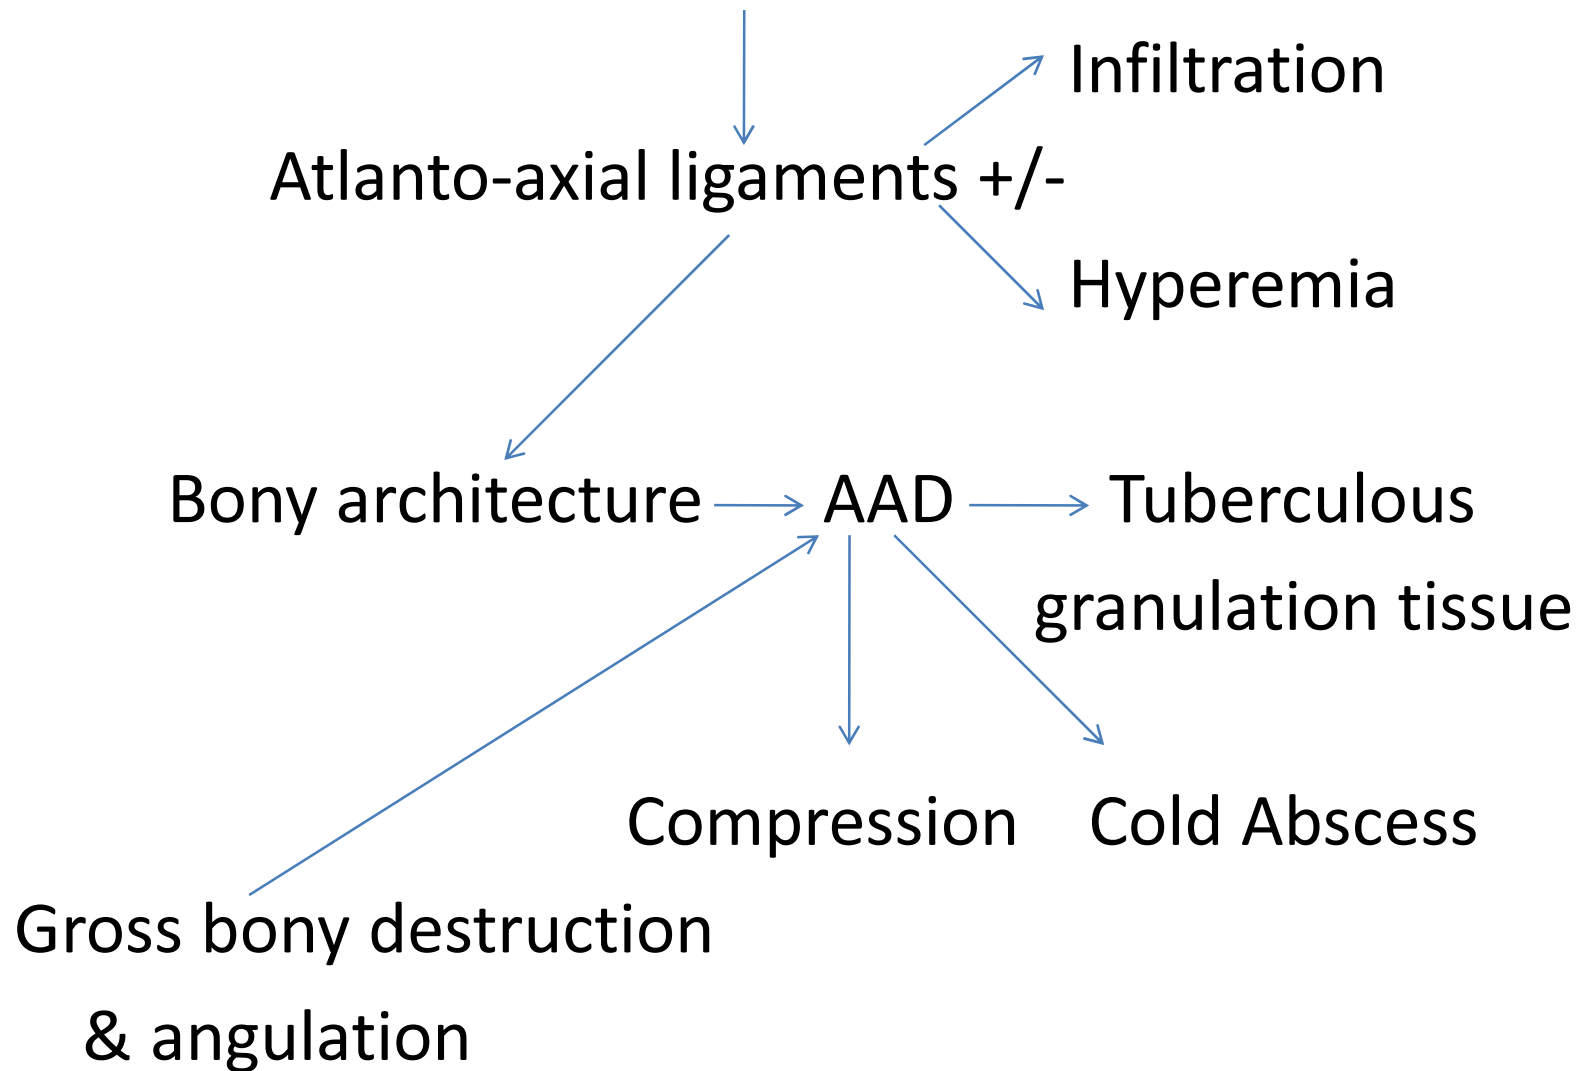 Infiltration
Atlanto-axial ligaments +/-
Hyperemia
Bony architecture AAD Tuberculous
granulation tissue
Compression Cold Abscess
Gross bony destruction
& angulation